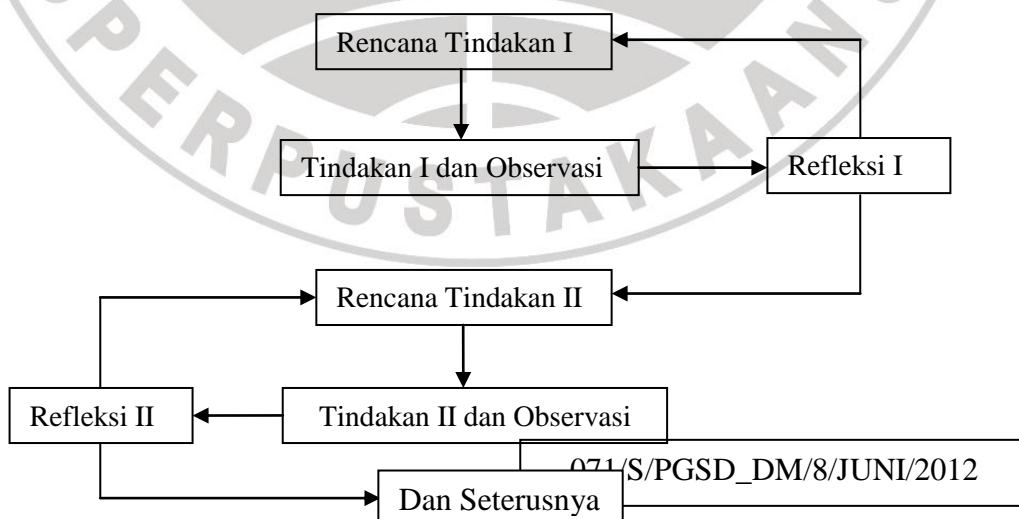 Rencana Tindakan I
Tindakan I dan Observasi
Refleksi I
Rencana Tindakan II
Refleksi II
Tindakan II dan Observasi
071/S/PGSD_DM/8/JUNI/2012
Dan Seterusnya
PERPUSTAKAAN